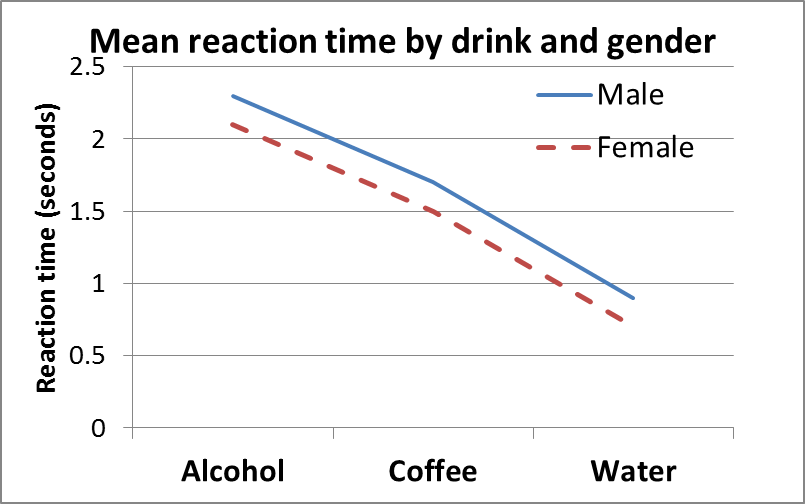 Mean reaction time by drink and gender
2.5
2
1.5
1
0.5
0
Reaction time (seconds)
Male
Female
Alcohol
Coffee
Water